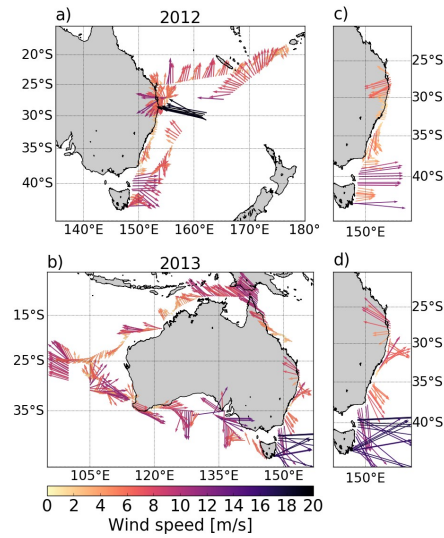 a) 2012 c)
20°S
25°S 25°S
30°S 30°S
35°S 35°S
40°S 40°S
140°E 150°E 160°E 170°E 180° 150°E
b) 2013 d)
15°S
25°S 25°S
30°S
35°S 35°S
40°S
105°E 120°E 135°E 150°E 150°E
0 2 4 6 8 10 12 14 16 18 20
Wind speed [m/s]